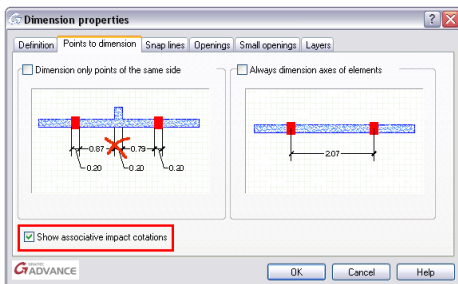 Dimension properties
Definition Points to dimension Snap lines Openings Small openings Layers
Dimension only points of the same side
Always dimension axes of elements
0.87 0.79
0.20 0.20 0.20
2.07
Show associative impact cotations
ADVANCE
OK Cancel Help